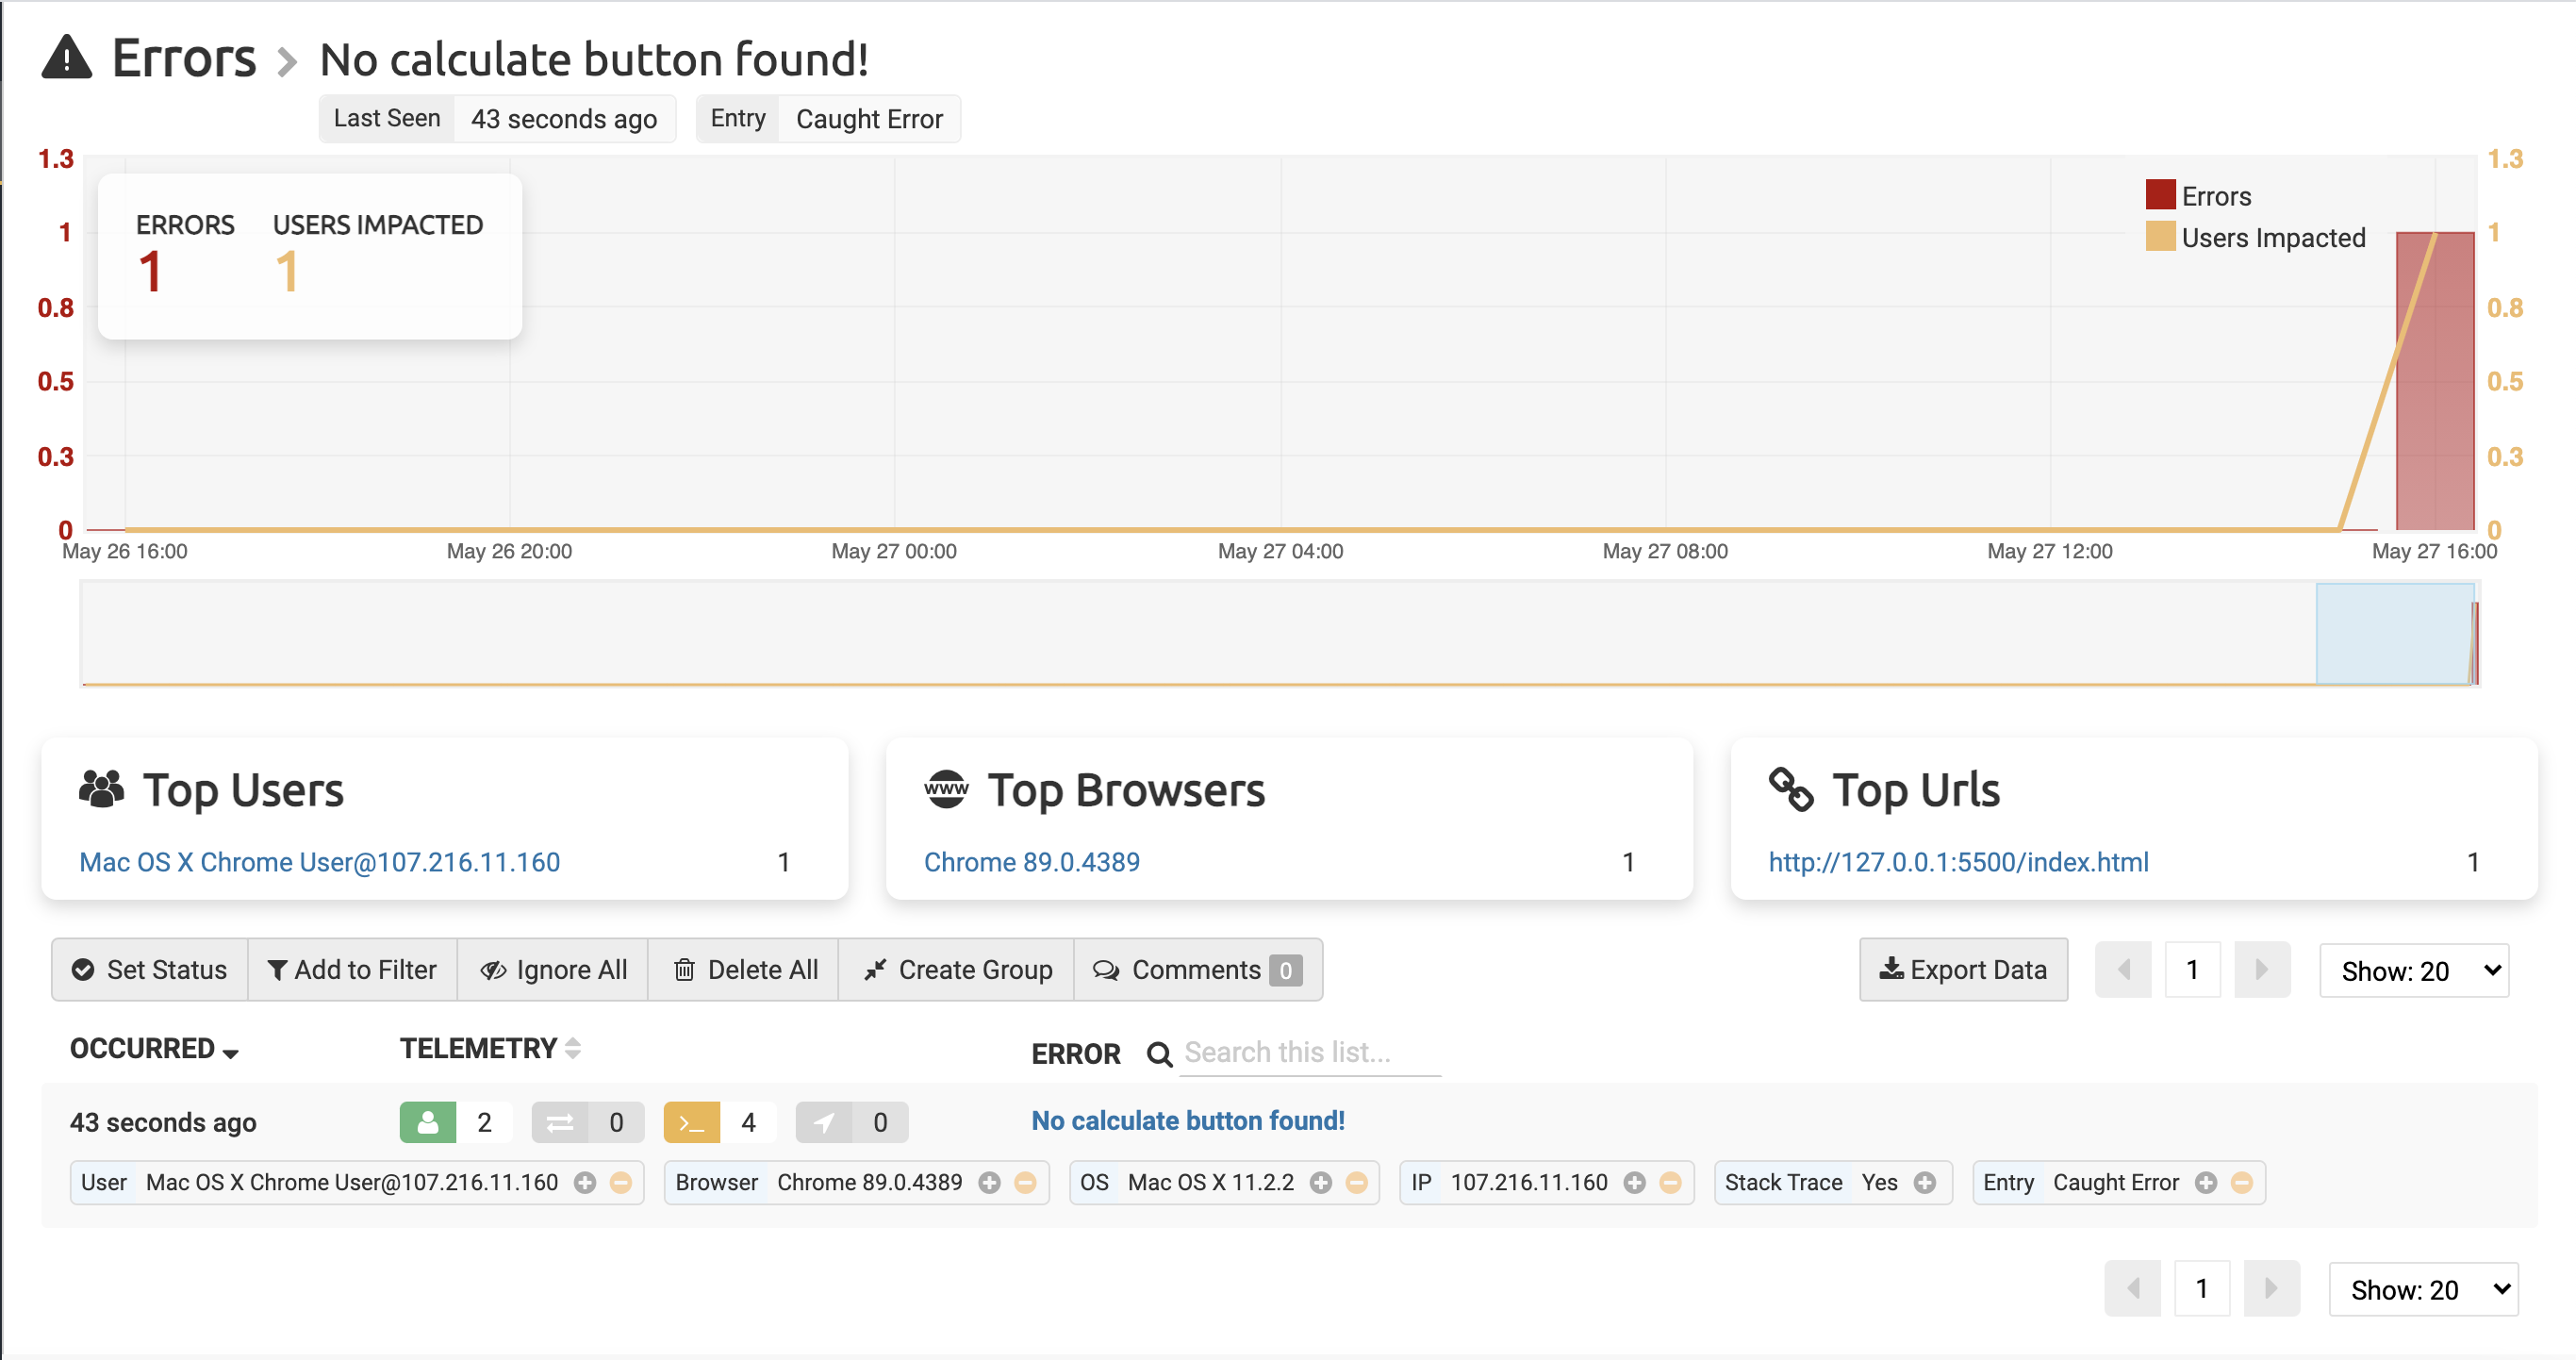 Errors > No calculate button found!
Last Seen 43 seconds ago Entry Caught Error
1.3
1
0.8
0.5
0.3
0
ERRORS USERS IMPACTED
1 1
Errors
Users Impacted
1.3
1
0.8
0.5
0.3
0
May 26 16:00 May 26 20:00 May 27 00:00 May 27 04:00 May 27 08:00 May 27 12:00 May 27 16:00
Top Users
Mac OS X Chrome User@107.216.11.160 1
www Top Browsers
Chrome 89.0.4389 1
Top Urls
http://127.0.0.1:5500/index.html 1
Set Status Add to Filter Ignore All Delete All Create Group Comments 0 Export Data 1 Show: 20
OCCURRED TELEMETRY ERROR Search this list...
43 seconds ago 2 0 >_ 4 0 No calculate button found!
User Mac OS X Chrome User@107.216.11.160 Browser Chrome 89.0.4389 OS Mac OS X 11.2.2 IP 107.216.11.160 Stack Trace Yes Entry Caught Error
1 Show: 20